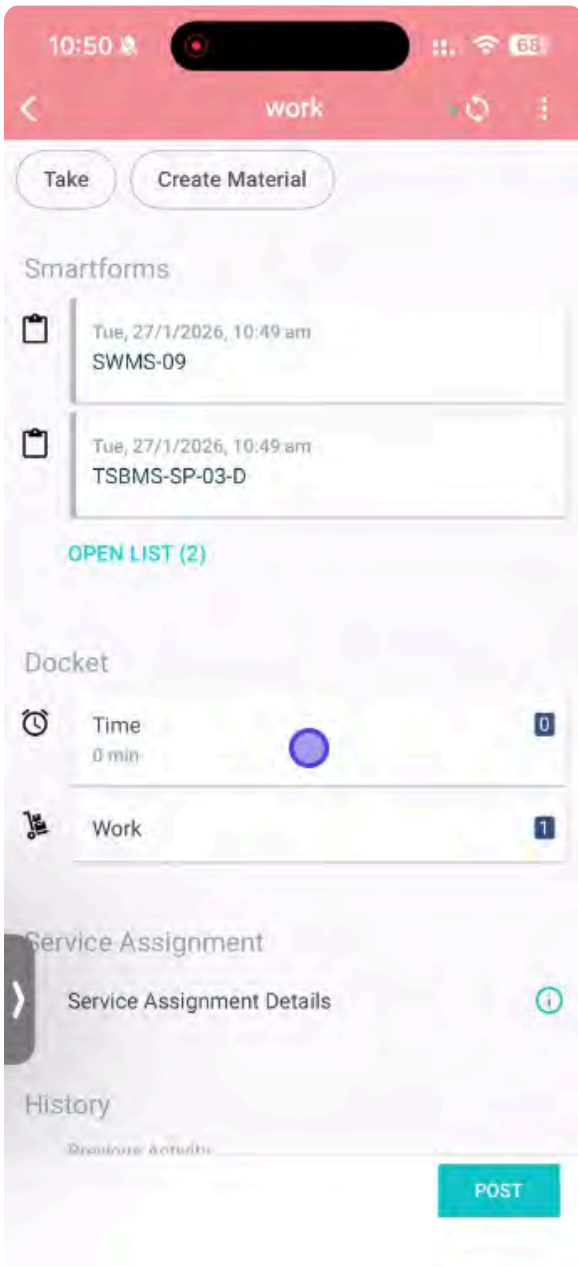 10:50
68
work
Take
Create Material
Smartforms
Tue, 27/1/2026, 10:49 am
SWMS-09
Tue, 27/1/2026, 10:49 am
TSBMS-SP-03-D
OPEN LIST (2)
Docket
Time
0
0 min
Work
1
Service Assignment
Service Assignment Details
History
Previous Activity
POST